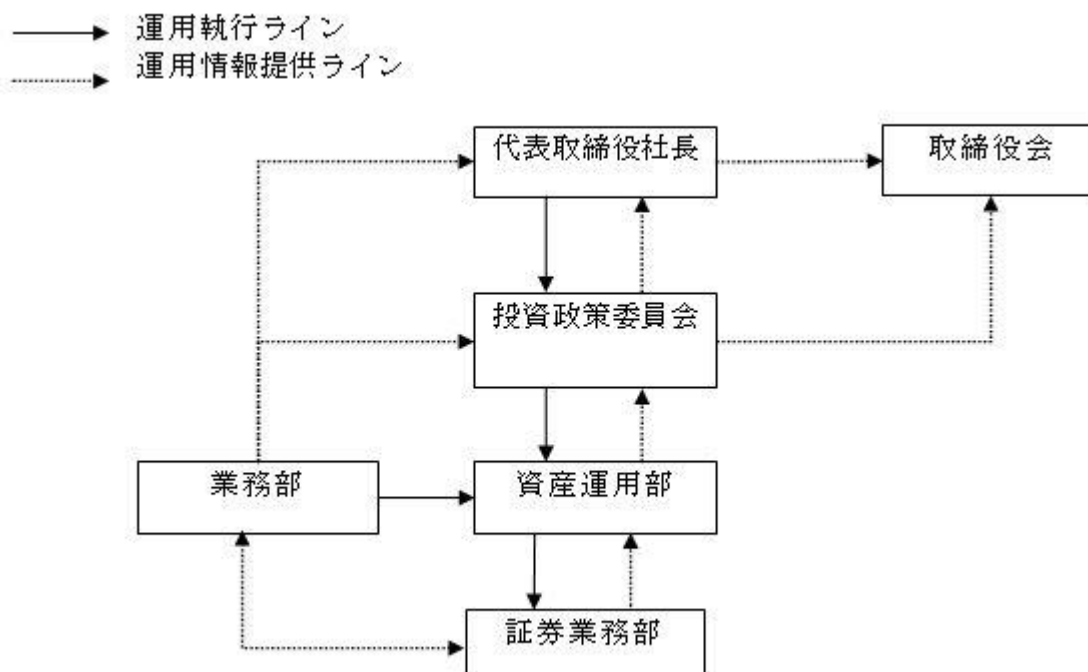 運用執行ライン
運用情報提供ライン
代表取締役社長
取締役会
投資政策委員会
業務部
資産運用部
証券業務部